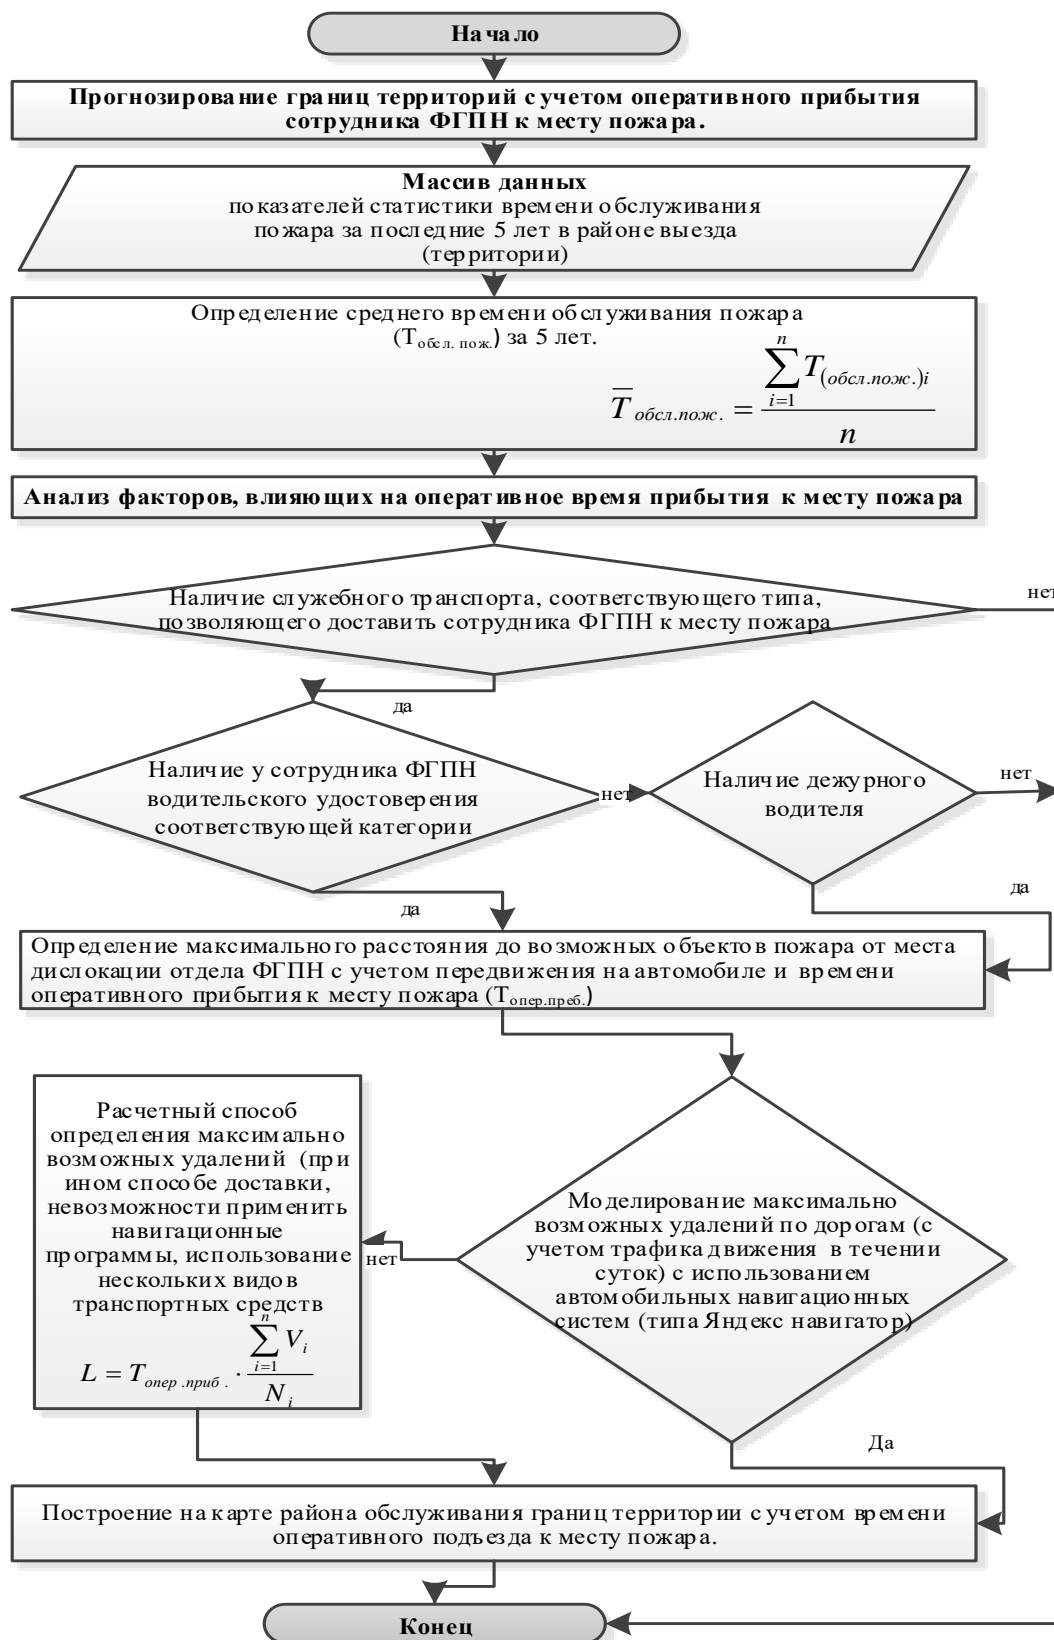 Начало
Прогнозирование границ территорий с учетом оперативного прибытия
сотрудника ФГПН к месту пожара.
Массив данных
показателей статистики времени обслуживания
пожара за последние 5 лет в районе выезда
(территории)
Определение среднего времени обслуживания пожара
(Tобсл. пож.) за 5 лет.
T̅ обсл.пож. = ∑ i=1 n T(обсл.пож.)i / n
Анализ факторов, влияющих на оперативное время прибытия к месту пожара
Наличие служебного транспорта, соответствующего типа,
позволяющего доставить сотрудника ФГПН к месту пожара
нет
да
Наличие у сотрудника ФГПН
водительского удостоверения
соответствующей категории
нет
Наличие дежурного
водителя
нет
да
да
Определение максимального расстояния до возможных объектов пожара от места
дислокации отдела ФГПН с учетом передвижения на автомобиле и времени
оперативного прибытия к месту пожара (Tопер.преб.)
Расчетный способ
определения максимально
возможных удалений (при
ином способе доставки,
невозможности применить
навигационные
программы, использование
нескольких видов
транспортных средств
L = T опер.приб. · ∑ i=1 n V i / N i
нет
Моделирование максимально
возможных удалений по дорогам (с
учетом трафика движения в течении
суток) с использованием
автомобильных навигационных
систем (типа Яндекс навигатор)
Да
Построение на карте района обслуживания границ территории с учетом времени
оперативного подъезда к месту пожара.
Конец